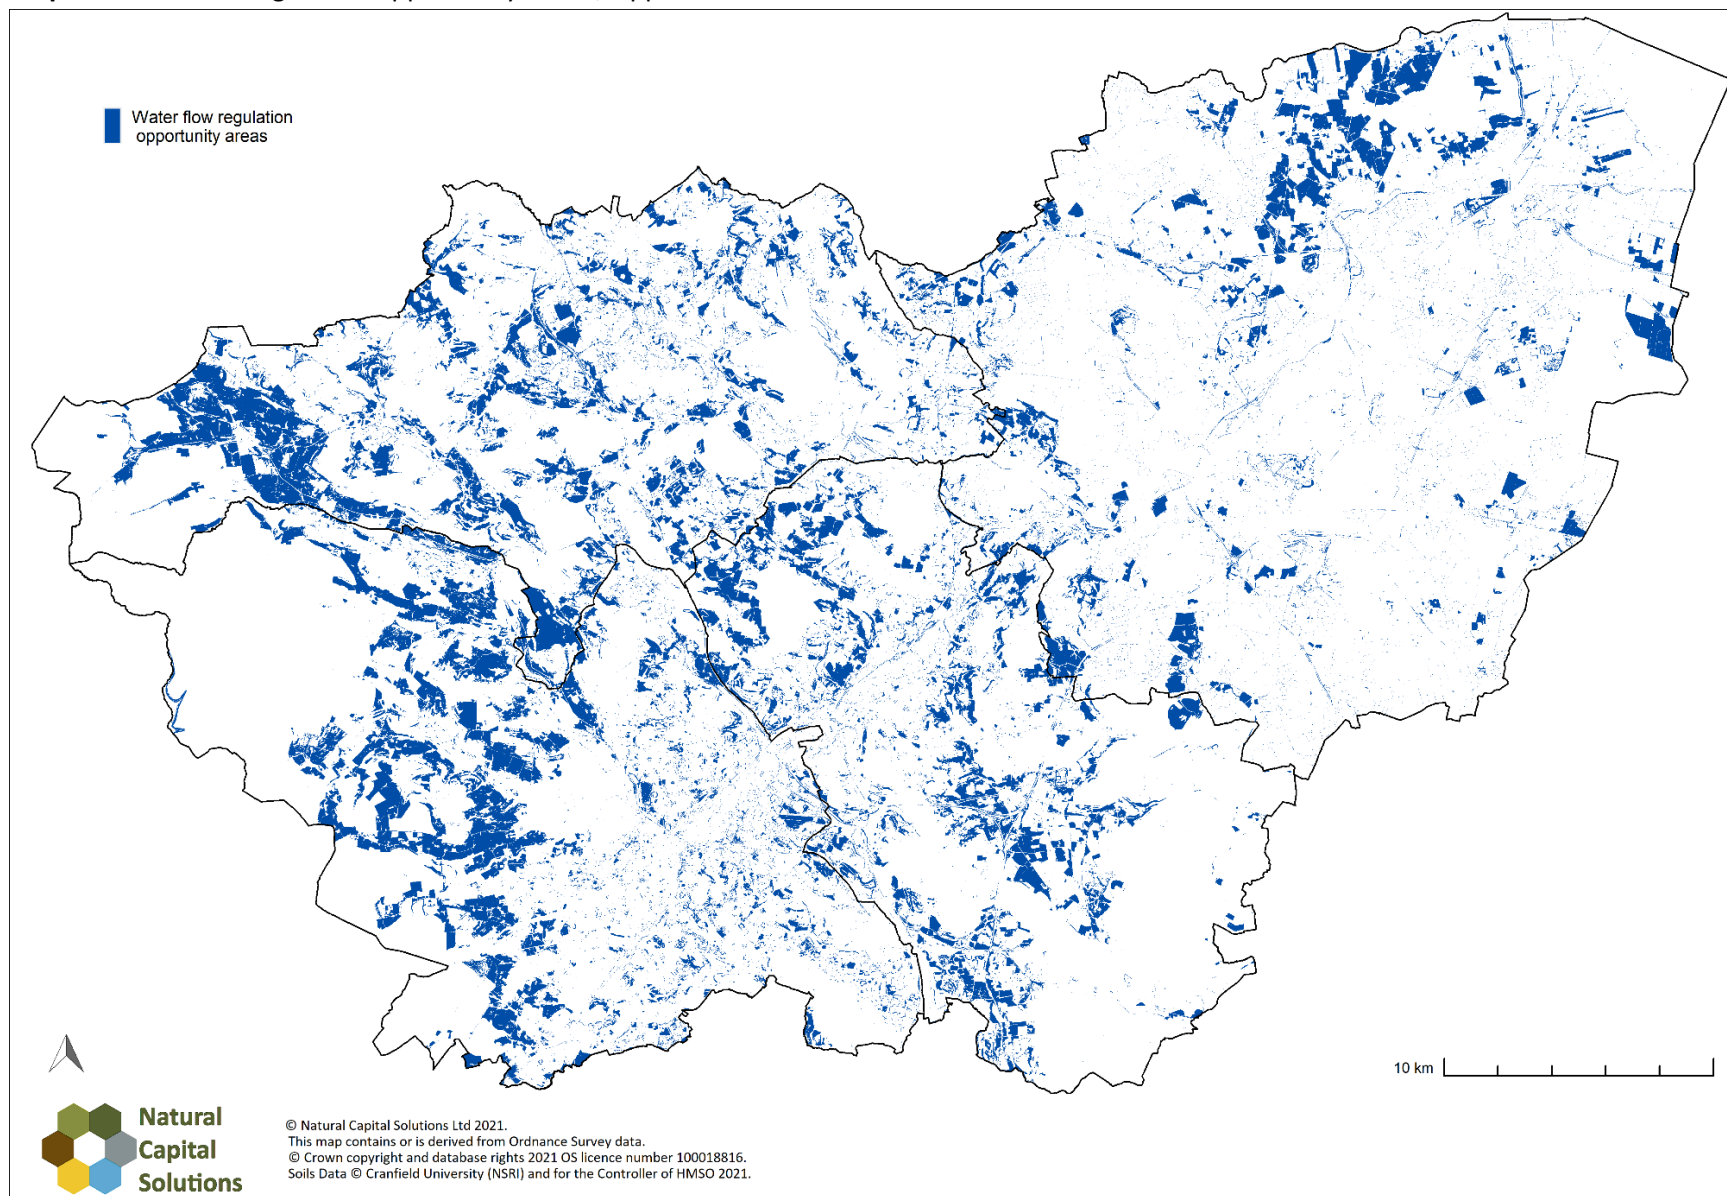 Water flow regulation
opportunity areas
10 km
Natural
Capital
Solutions
© Natural Capital Solutions Ltd 2021.
This map contains or is derived from Ordnance Survey data.
© Crown copyright and database rights 2021 OS licence number 100018816.
Soils Data © Cranfield University (NSRI) and for the Controller of HMSO 2021.